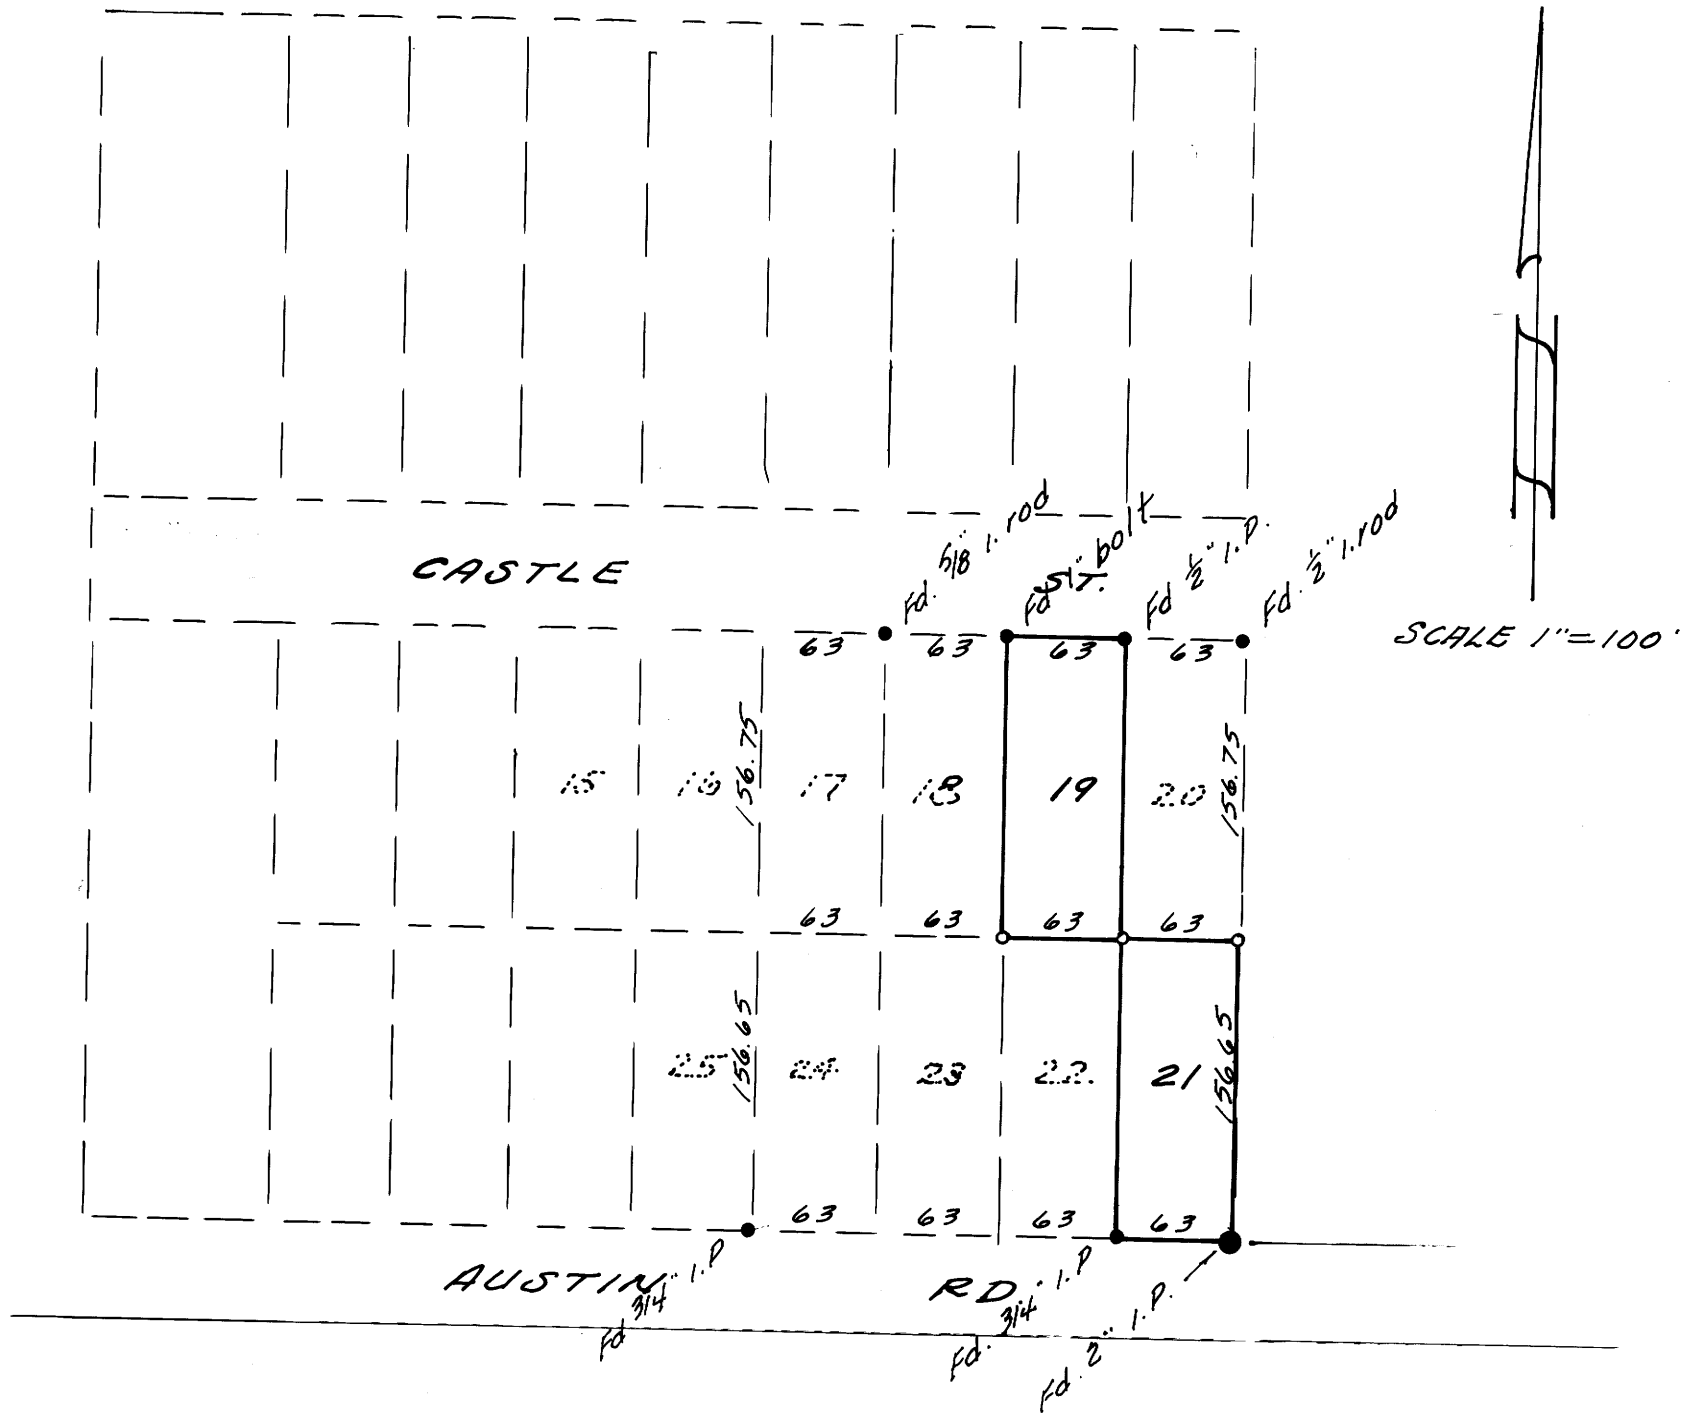 Fd. 5/8" I. rod
Fd 1" bolt
Fd 1/2" I.P.
Fd. 1/2" I. rod
CASTLE ST.
SCALE 1"=100'
63 63 63 63
15 16 156.75 17 18 19 20 156.75
63 63 63 63
25 156.65 24 23 22 21 156.65
63 63 63 63
AUSTIN RD.
Fd 3/4" I.P
Fd. 3/4" I.P
Fd. 2" I.P.